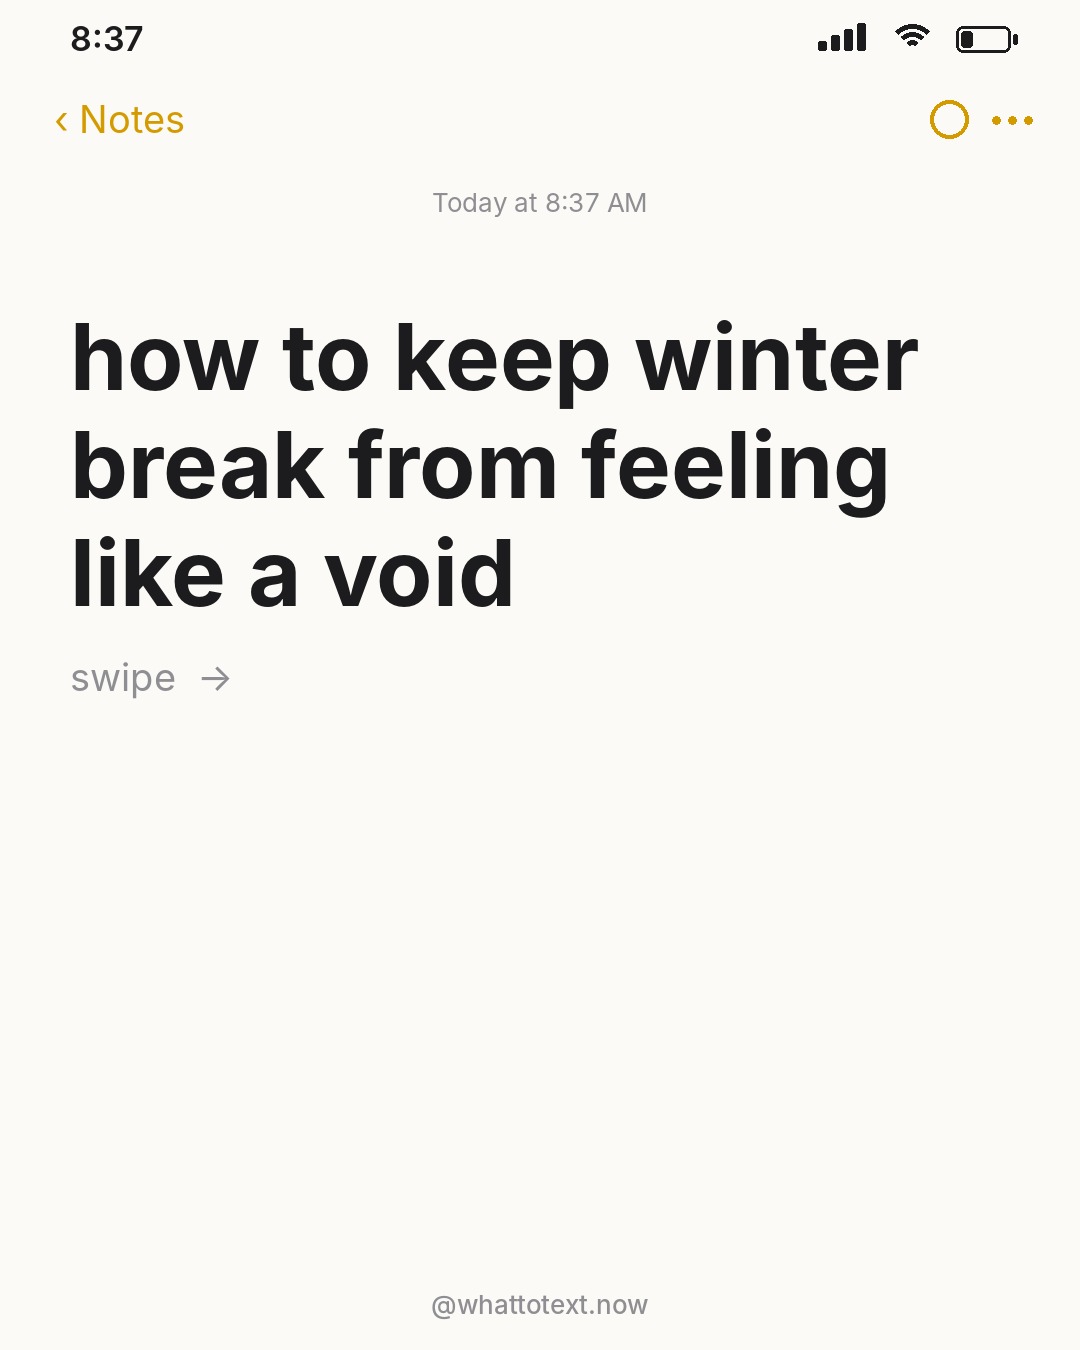 8:37
‹ Notes
Today at 8:37 AM
how to keep winter
break from feeling
like a void
swipe →
@whattotext.now